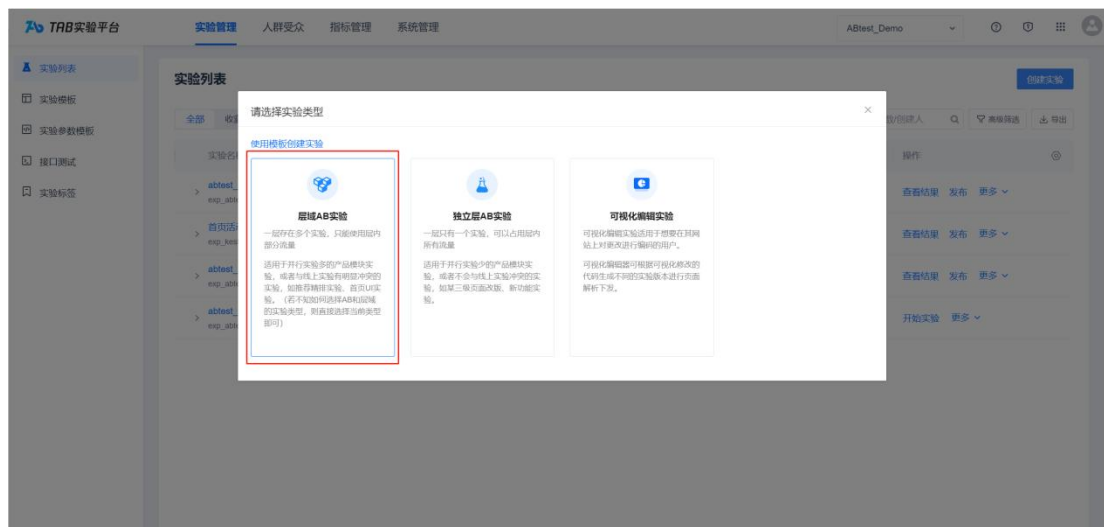 TAB实验平台
实验管理 人群受众 指标管理 系统管理
ABtest_Demo
实验列表
实验模板
实验参数模板
接口测试
实验标签
实验列表
创建实验
全部
创建人
高级筛选
导出
操作
abtest_
查看结果 发布 更多
首页活
查看结果 发布 更多
abtest_
查看结果 发布 更多
abtest_
开始实验 更多
请选择实验类型
使用模板创建实验
层域AB实验
一层存在多个实验，只能使用层内
部分流量
适用于并行实验多的产品模块实
验，或者与线上实验有明显冲突的
实验，如推荐精排实验，首页UI实
验。（若不知如何选择AB和层域
的实验类型，则直接选择当前类型
即可）
独立层AB实验
一层只有一个实验，可以占用层内
所有流量
适用于并行实验少的产品模块实
验，或者不会与线上实验冲突的实
验，如某三级页面改版、新功能实
验。
可视化编辑实验
可视化编辑实验适用于想要在其网
站上对更改进行编码的用户。
可视化编辑器可根据可视化修改的
代码生成不同的实验版本进行页面
解析下发。